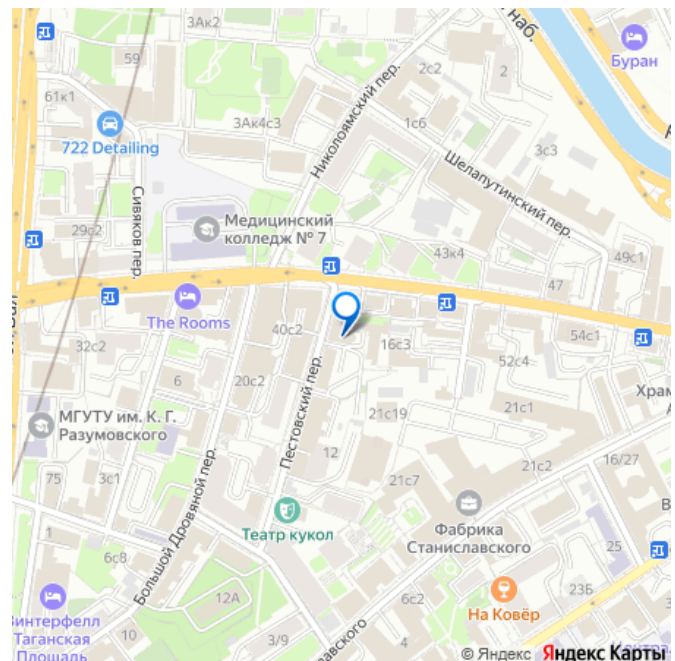 3Ак2
наб.
59
2с2
2
Буран
61к1
3Ак4с3
1с6
722 Detailing
Николоямский пер.
3с3
Сивяков пер.
Шелапутинский пер.
Медицинский
колледж № 7
29с2
43к4
49с1
47
The Rooms
40с2
54с1
32с2
16с3
52с4
6
20с2
Пестовский пер.
МГУТУ им. К. Г.
Разумовского
21с19
21с1
75
3с1
12
21с7
21с2
16/27
Большой Дровяной пер.
Театр кукол
Фабрика
Станиславского
1
6с8
25
12А
6с2
23Б
На Ковёр
Таганская
Площадь
10
3/9
4
© Яндекс Яндекс Карты